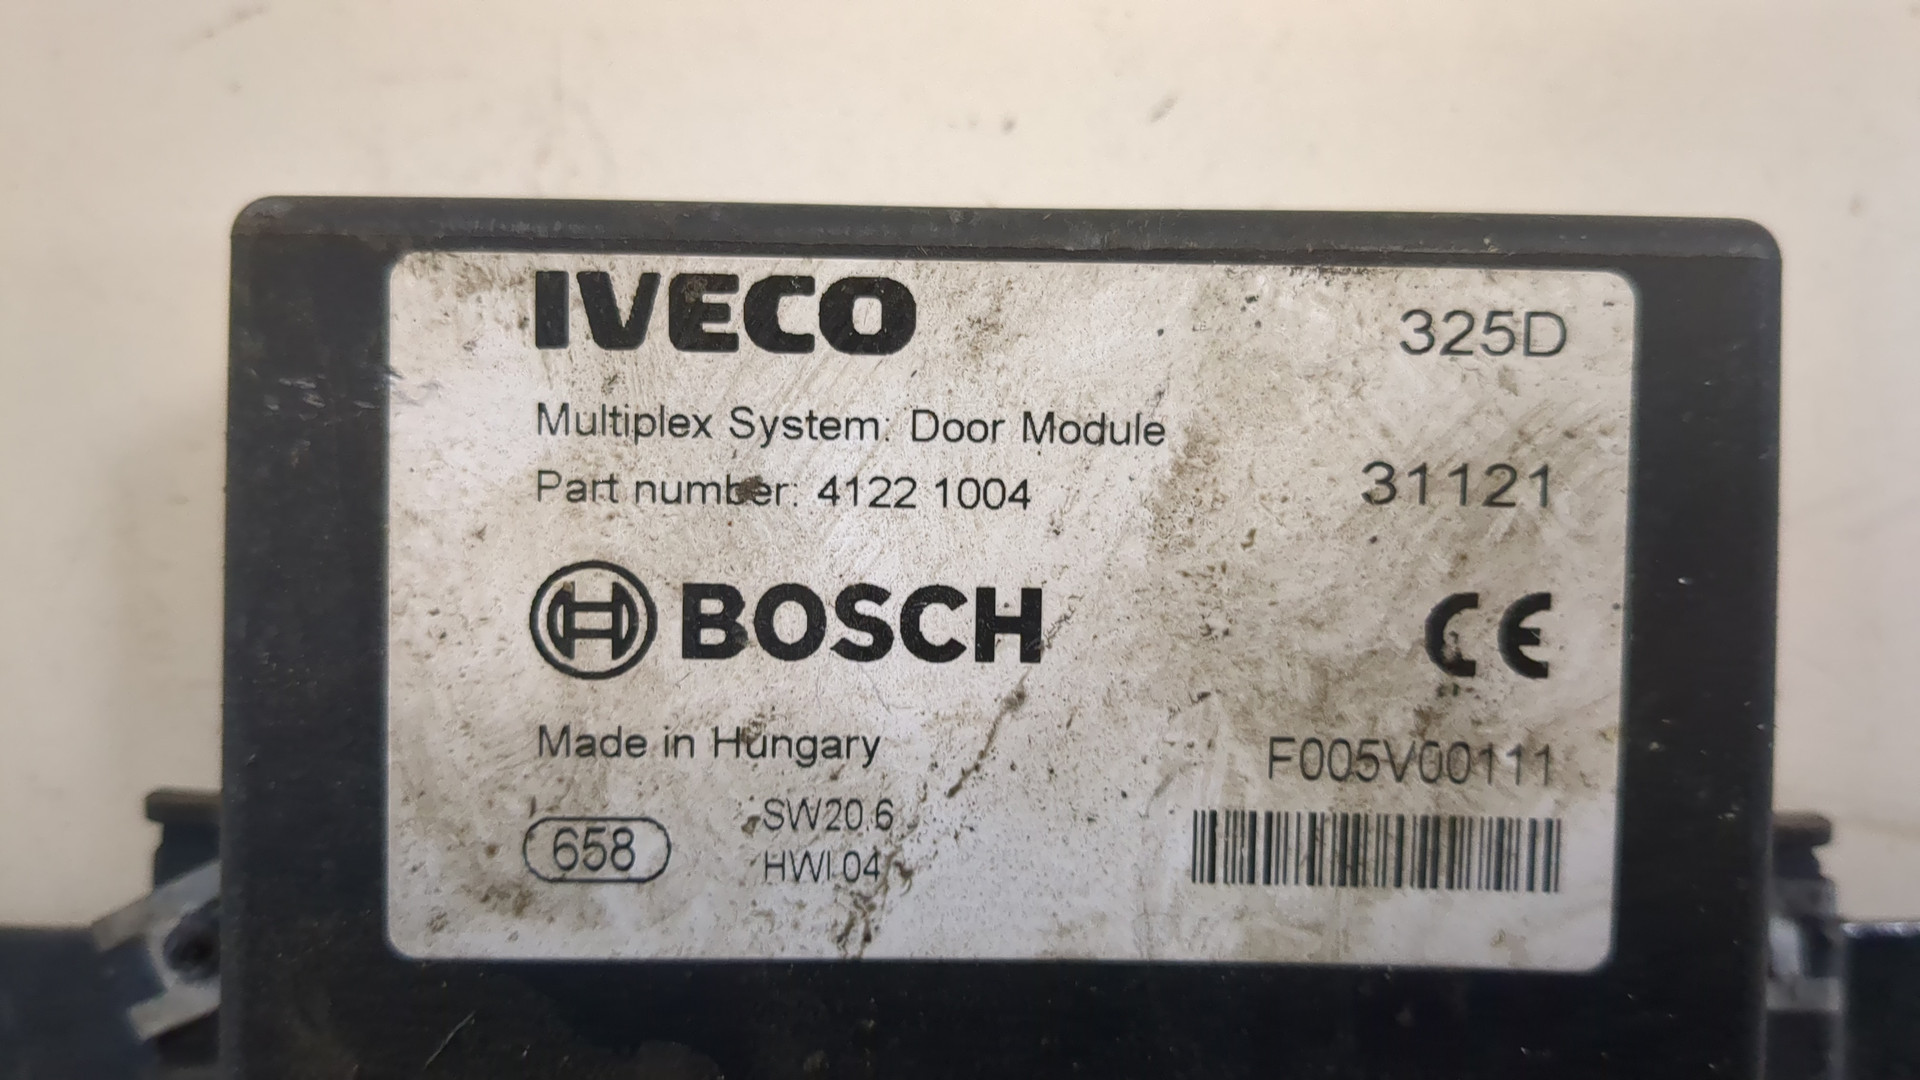 IVECO 325D
Multiplex System: Door Module
Part number: 4122 1004 31121
BOSCH CE
Made in Hungary F005V00111
658 SW20.6
HWI 04